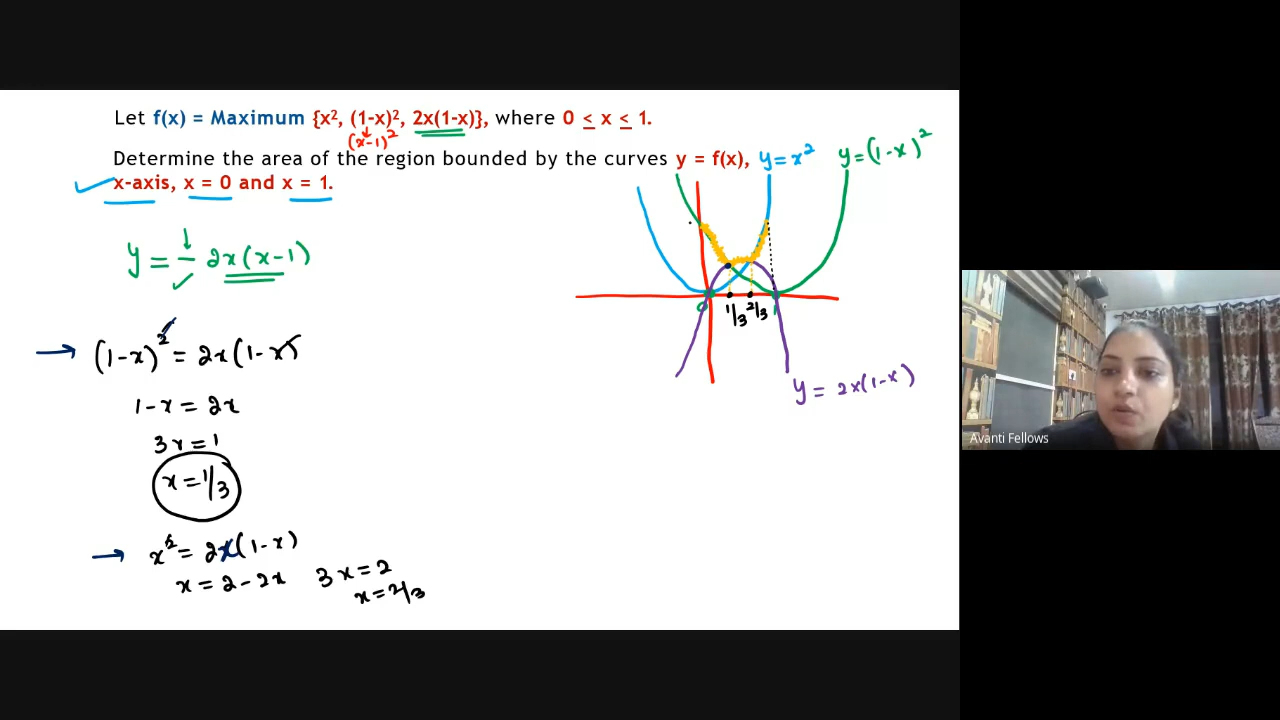 Let f(x) = Maximum {x², (1-x)², 2x(1-x)}, where 0 ≤ x ≤ 1.
(x-1)²
Determine the area of the region bounded by the curves y = f(x),
x-axis, x = 0 and x = 1.
y = x²
y = (1-x)²
y = - 2x(x-1)
(1-x)² = 2x(1-x)
1-x = 2x
3x = 1
x = 1/3
x² = 2x(1-x)
x = 2-2x
3x = 2
x = 2/3
0
1/3
2/3
1
y = 2x(1-x)
Avanti Fellows